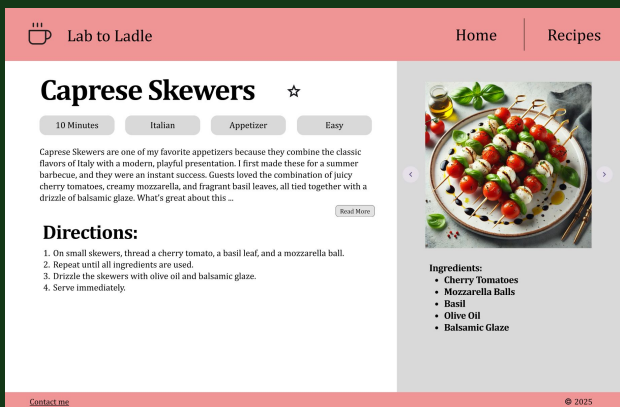 Lab to Ladle
Home
Recipes
Caprese Skewers
10 Minutes
Italian
Appetizer
Easy
Caprese Skewers are one of my favorite appetizers because they combine the classic
flavors of Italy with a modern, playful presentation. I first made these for a summer
barbecue, and they were an instant success. Guests loved the combination of juicy
cherry tomatoes, creamy mozzarella, and fragrant basil leaves, all tied together with a
drizzle of balsamic glaze. What's great about this ...
Read More
Directions:
1. On small skewers, thread a cherry tomato, a basil leaf, and a mozzarella ball.
2. Repeat until all ingredients are used.
3. Drizzle the skewers with olive oil and balsamic glaze.
4. Serve immediately.
Ingredients:
• Cherry Tomatoes
• Mozzarella Balls
• Basil
• Olive Oil
• Balsamic Glaze
Contact me
© 2025